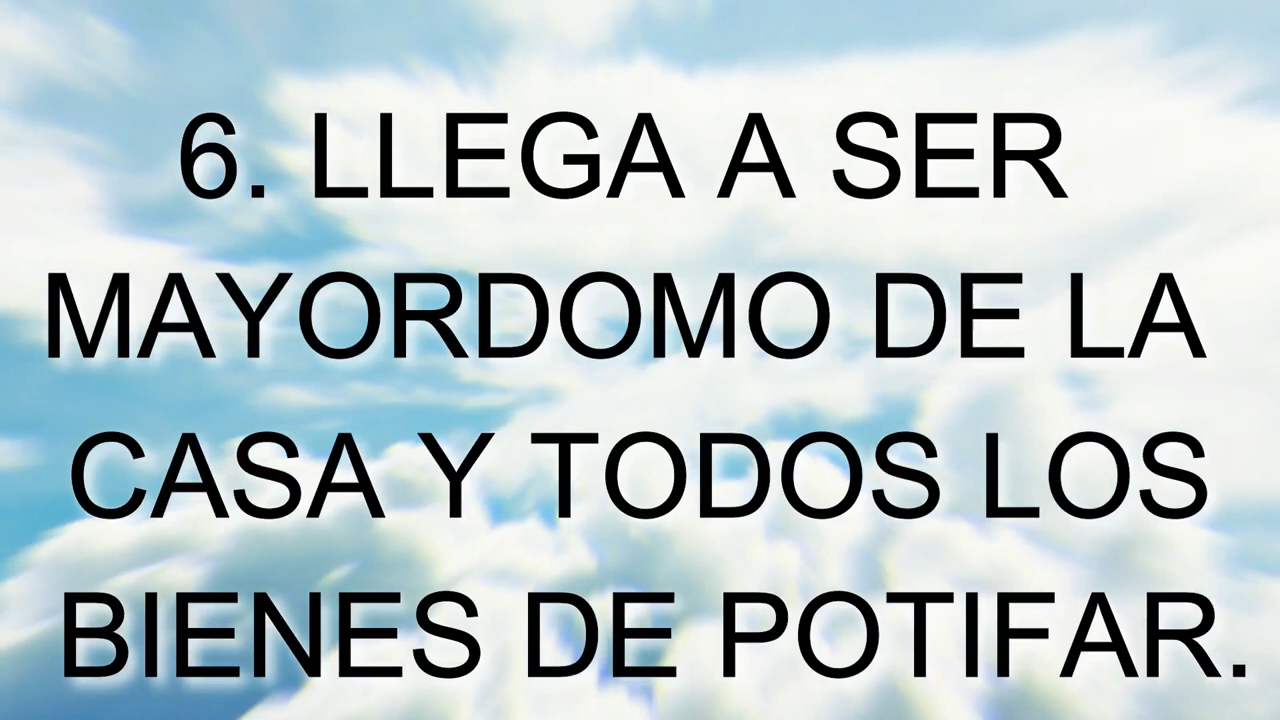 6. LLEGA A SER
MAYORDOMO DE LA
CASA Y TODOS LOS
BIENES DE POTIFAR.